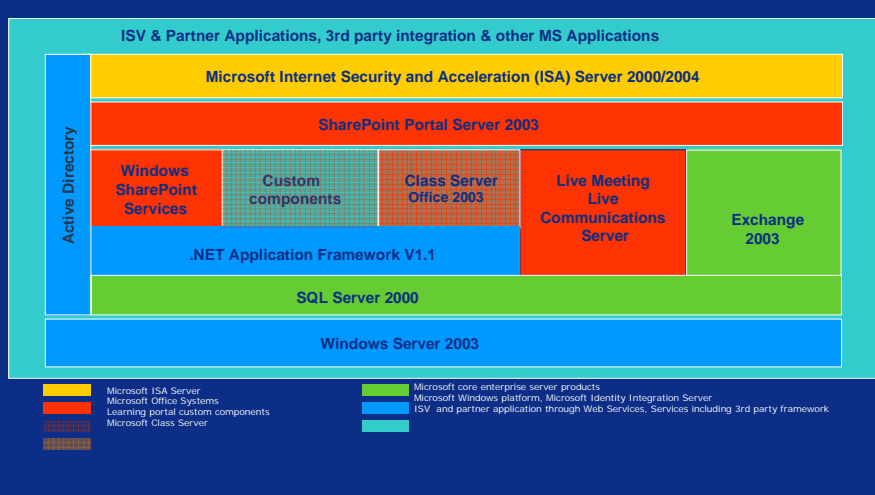 ISV & Partner Applications, 3rd party integration & other MS Applications
Microsoft Internet Security and Acceleration (ISA) Server 2000/2004
SharePoint Portal Server 2003
Active Directory
Windows
SharePoint
Services
Custom
components
Class Server
Office 2003
Live Meeting
Live
Communications
Server
Exchange
2003
.NET Application Framework V1.1
SQL Server 2000
Windows Server 2003
Microsoft ISA Server
Microsoft Office Systems
Learning portal custom components
Microsoft Class Server
Microsoft core enterprise server products
Microsoft Windows platform, Microsoft Identity Integration Server
ISV and partner application through Web Services, Services including 3rd party framework